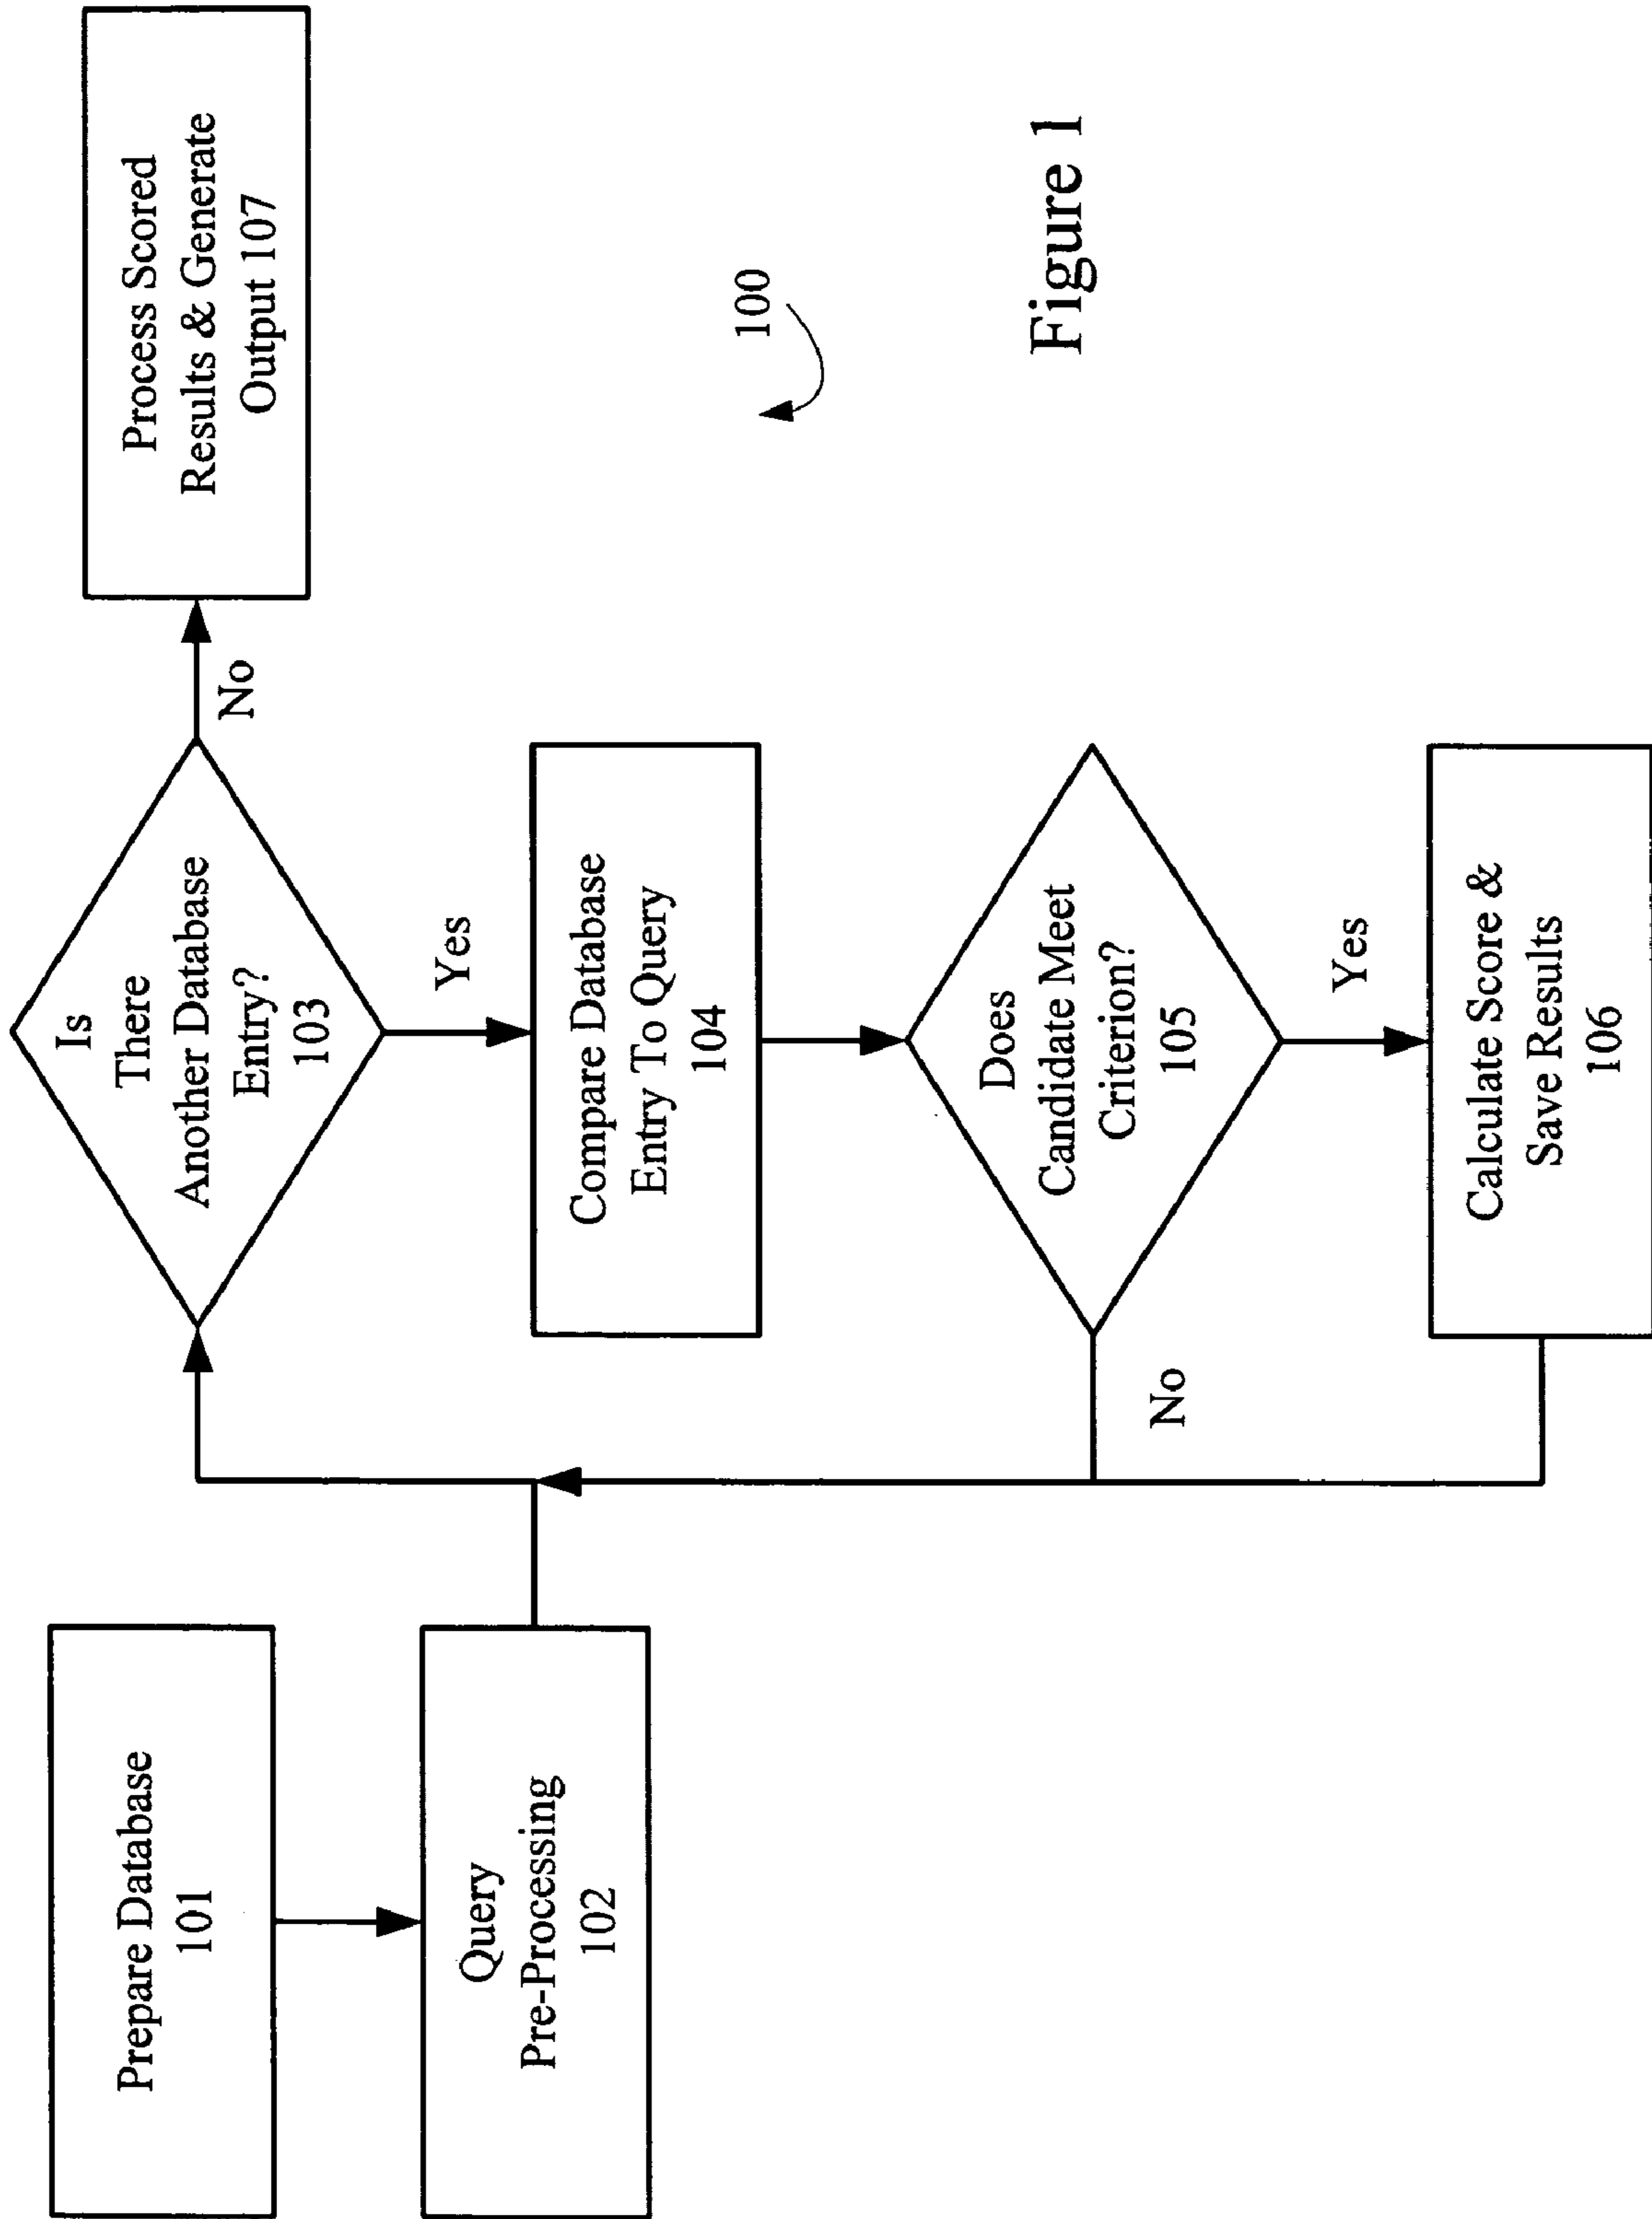 Prepare Database
101
Query
Pre-Processing
102
Is
There
Another Database
Entry?
103
No
Yes
Process Scored
Results & Generate
Output 107
Compare Database
Entry To Query
104
Does
Candidate Meet
Criterion?
105
No
Yes
Calculate Score &
Save Results
106
100
Figure 1